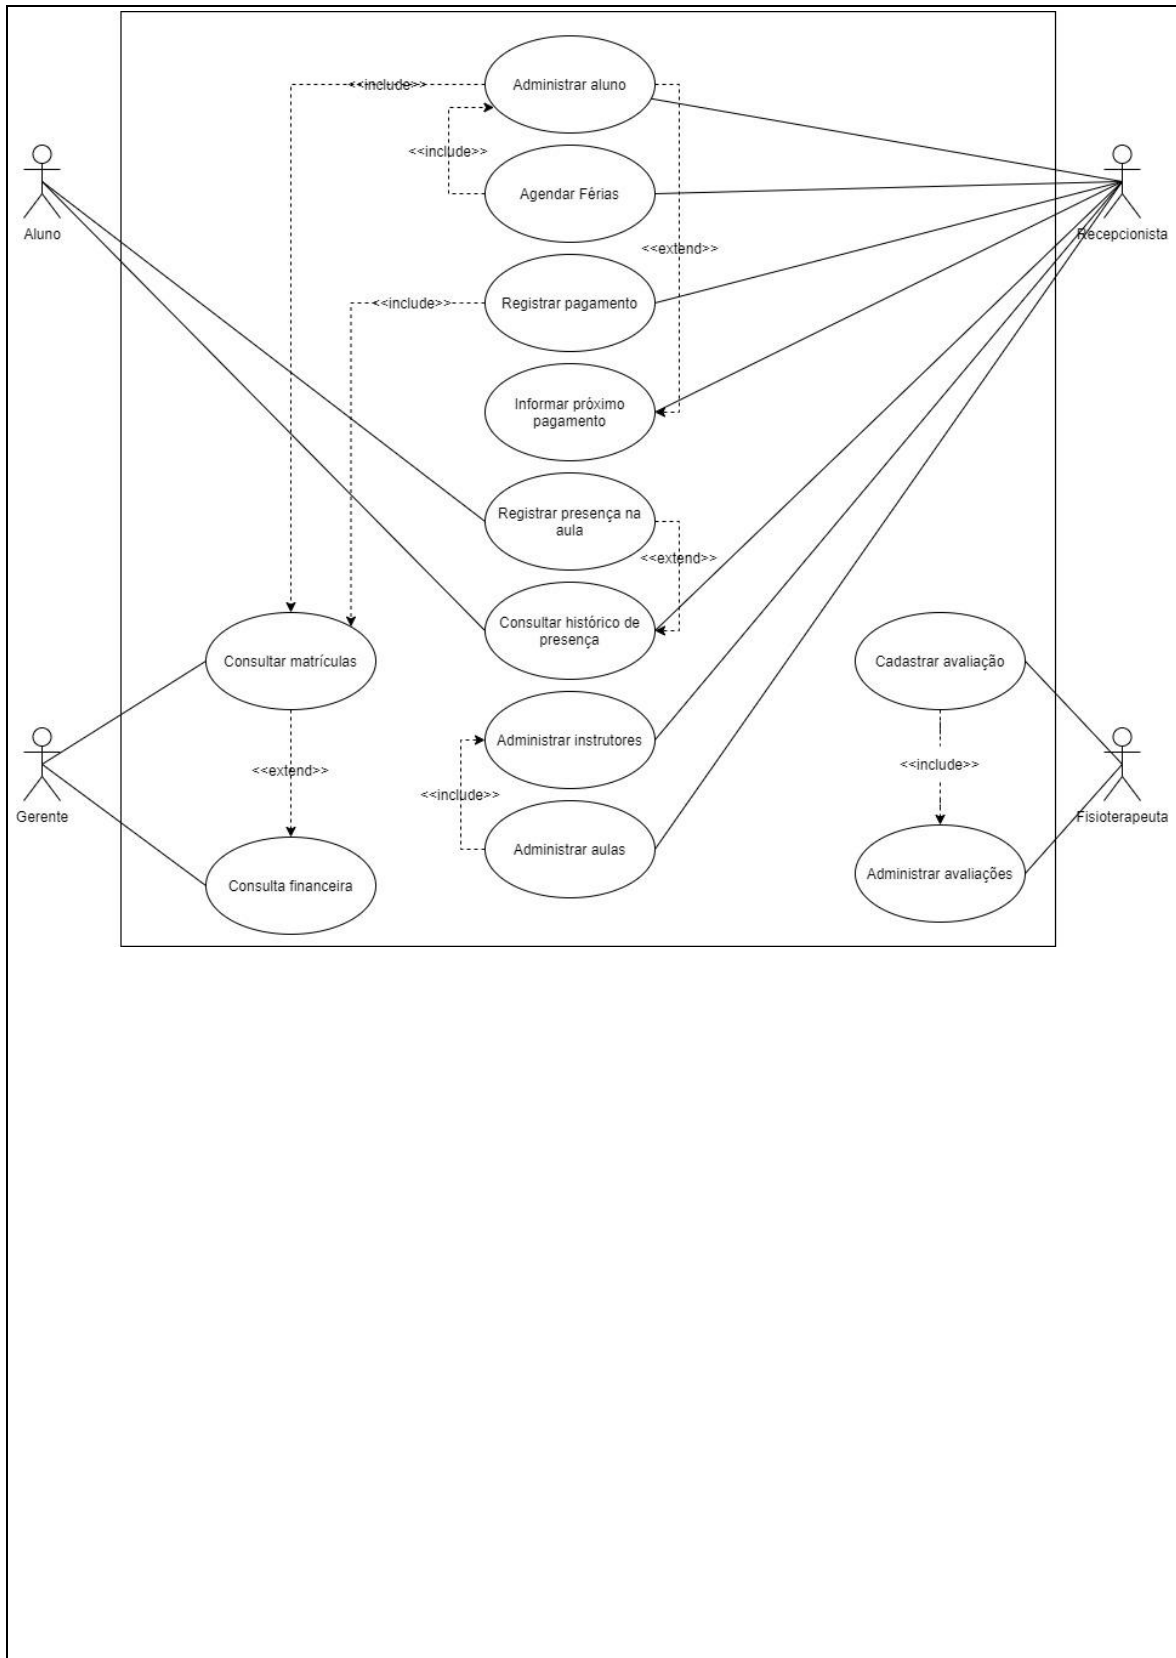 Administrar aluno
<<include>>
<<include>>
Agendar Férias
Aluno
Recepcionista
<<extend>>
Registrar pagamento
<<include>>
Informar próximo
pagamento
Registrar presença na
aula
<<extend>>
Consultar histórico de
presença
Consultar matrículas
Cadastrar avaliação
Administrar instrutores
<<extend>>
<<include>>
<<include>>
Gerente
Fisioterapeuta
Administrar aulas
Consulta financeira
Administrar avaliações